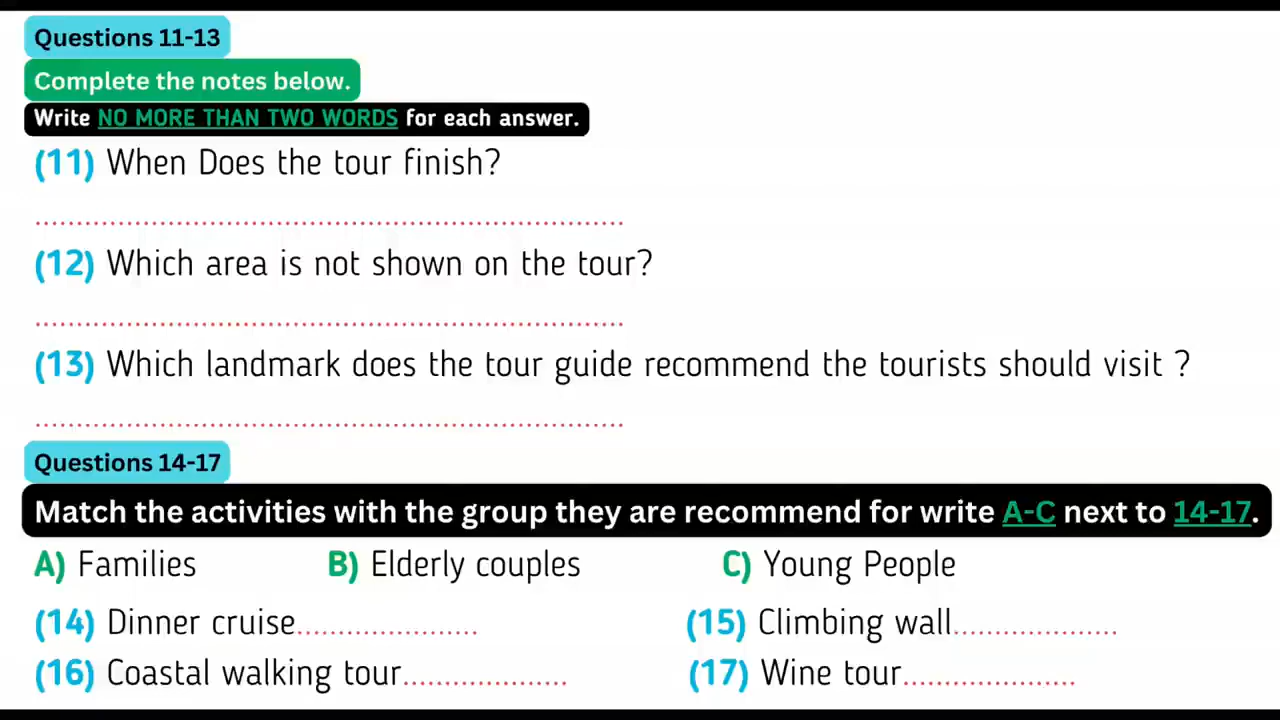 Questions 11-13
Complete the notes below.
Write NO MORE THAN TWO WORDS for each answer.
(11) When Does the tour finish?
.......................................................................
(12) Which area is not shown on the tour?
.......................................................................
(13) Which landmark does the tour guide recommend the tourists should visit ?
.......................................................................
Questions 14-17
Match the activities with the group they are recommend for write A-C next to 14-17.
A) Families B) Elderly couples C) Young People
(14) Dinner cruise...................... (15) Climbing wall....................
(16) Coastal walking tour.................... (17) Wine tour.....................